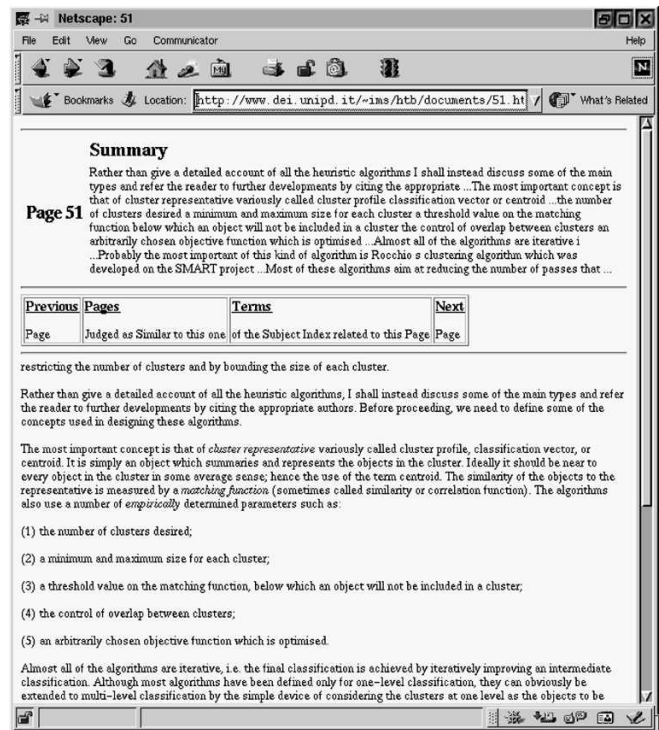 Netscape: 51
File Edit View Go Communicator Help
My N
Bookmarks Location: http://www.dei.unipd.it/~ims/htb/documents/51.ht What's Related
Summary
Rather than give a detailed account of all the heuristic algorithms I shall instead discuss some of the main
types and refer the reader to further developments by citing the appropriate ...The most important concept is
that of cluster representative variously called cluster profile classification vector or centroid ...the number
Page 51 of clusters desired a minimum and maximum size for each cluster a threshold value on the matching
function below which an object will not be included in a cluster the control of overlap between clusters an
arbitrarily chosen objective function which is optimised ...Almost all of the algorithms are iterative i
...Probably the most important of this kind of algorithm is Rocchio s clustering algorithm which was
developed on the SMART project ...Most of these algorithms aim at reducing the number of passes that ...
Previous Pages Terms Next
Page Judged as Similar to this one of the Subject Index related to this Page Page
restricting the number of clusters and by bounding the size of each cluster.
Rather than give a detailed account of all the heuristic algorithms, I shall instead discuss some of the main types and refer
the reader to further developments by citing the appropriate authors. Before proceeding, we need to define some of the
concepts used in designing these algorithms.
The most important concept is that of cluster representative variously called cluster profile, classification vector, or
centroid. It is simply an object which summaries and represents the objects in the cluster. Ideally it should be near to
every object in the cluster in some average sense; hence the use of the term centroid. The similarity of the objects to the
representative is measured by a matching function (sometimes called similarity or correlation function). The algorithms
also use a number of empirically determined parameters such as:
(1) the number of clusters desired;
(2) a minimum and maximum size for each cluster;
(3) a threshold value on the matching function, below which an object will not be included in a cluster;
(4) the control of overlap between clusters;
(5) an arbitrarily chosen objective function which is optimised.
Almost all of the algorithms are iterative, i.e. the final classification is achieved by iteratively improving an intermediate
classification. Although most algorithms have been defined only for one-level classification, they can obviously be
extended to multi-level classification by the simple device of considering the clusters at one level as the objects to be